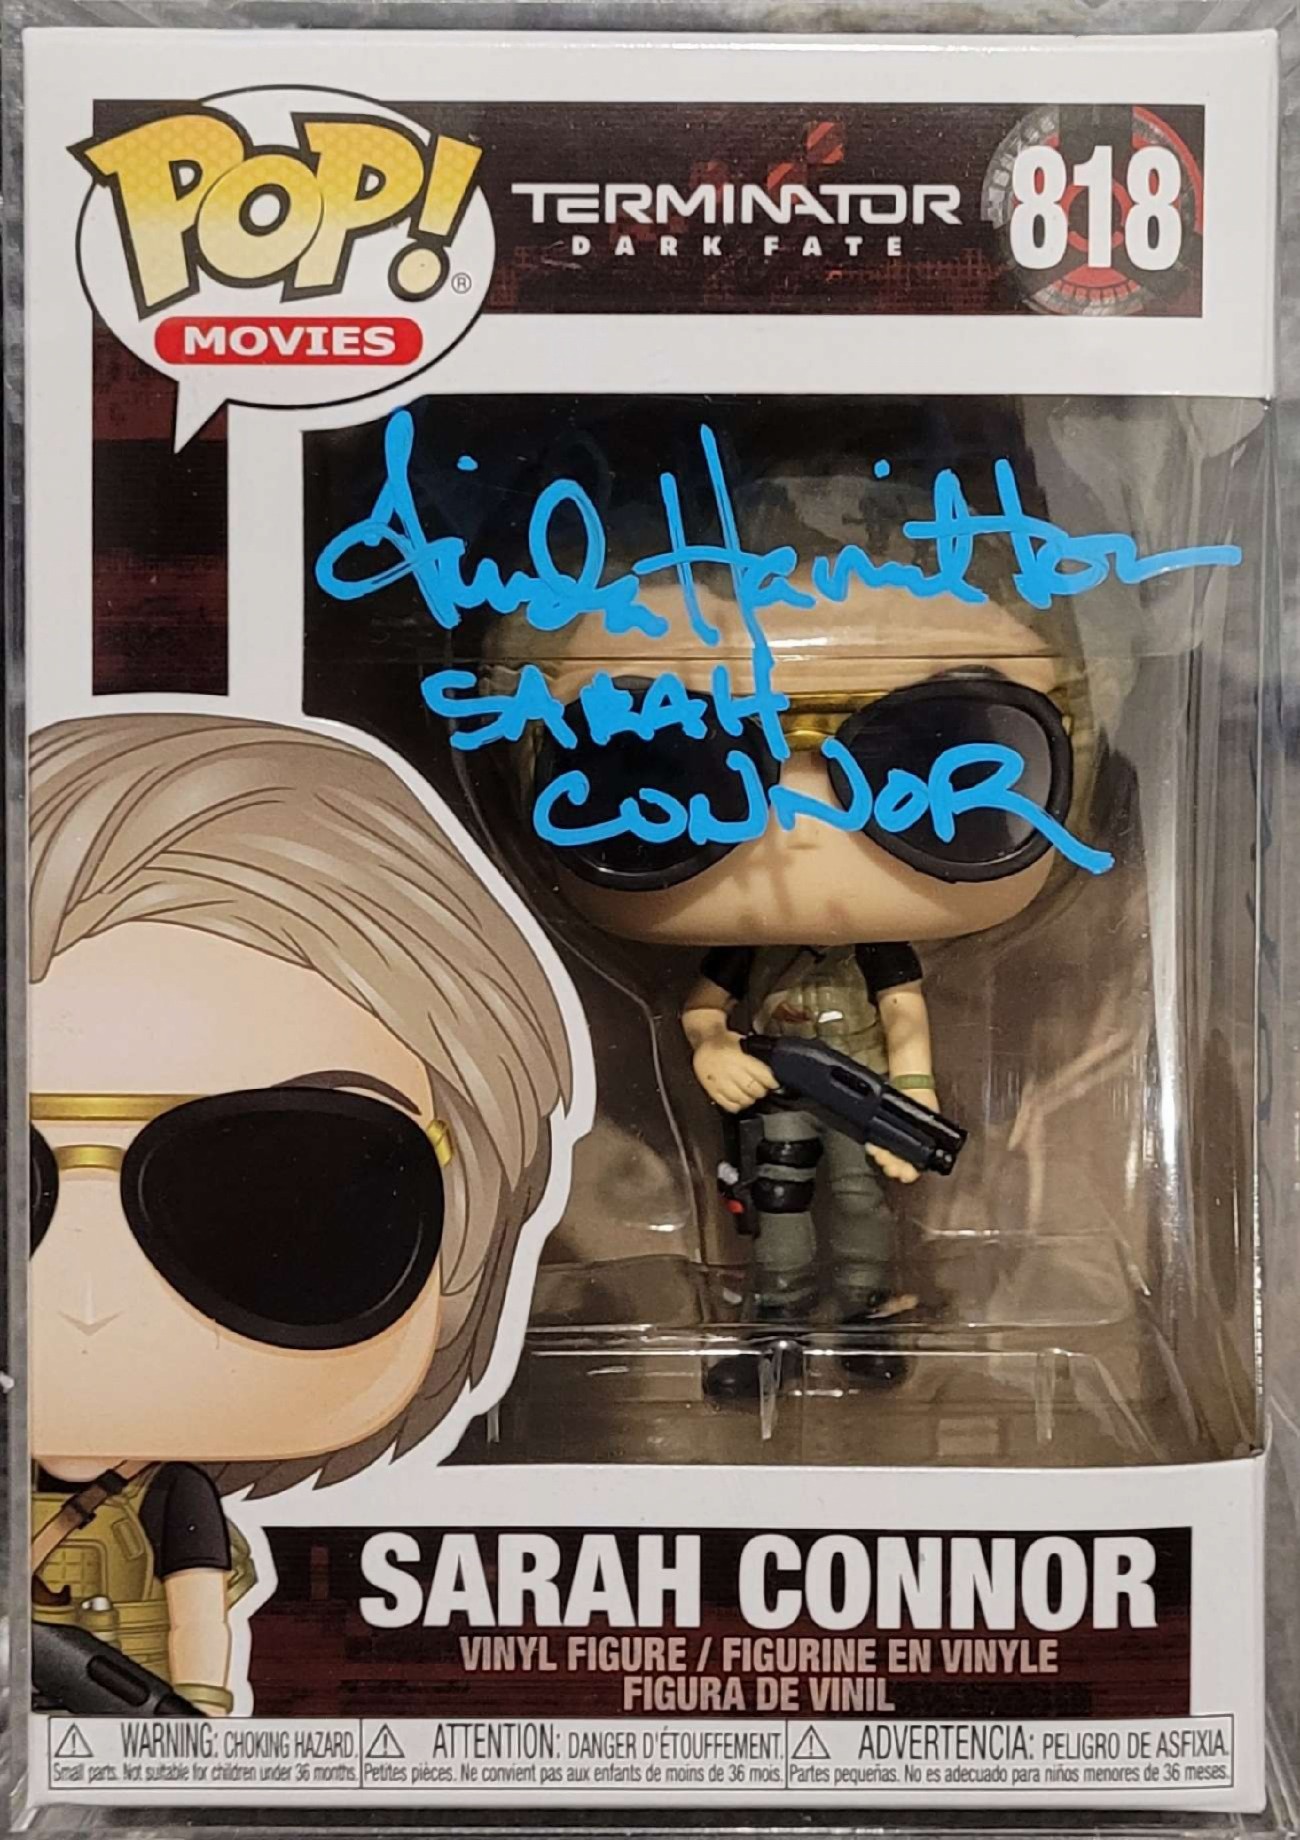 POP!®
MOVIES
TERMINATOR
DARK FATE
818
Linda Hamilton
SARAH
CONNOR
SARAH CONNOR
VINYL FIGURE / FIGURINE EN VINYLE
FIGURA DE VINIL
WARNING: CHOKING HAZARD.
Small parts. Not suitable for children under 36 months.
ATTENTION: DANGER D'ÉTOUFFEMENT.
Petites pièces. Ne convient pas aux enfants de moins de 36 mois.
ADVERTENCIA: PELIGRO DE ASFIXIA.
Partes pequeñas. No es adecuado para niños menores de 36 meses.